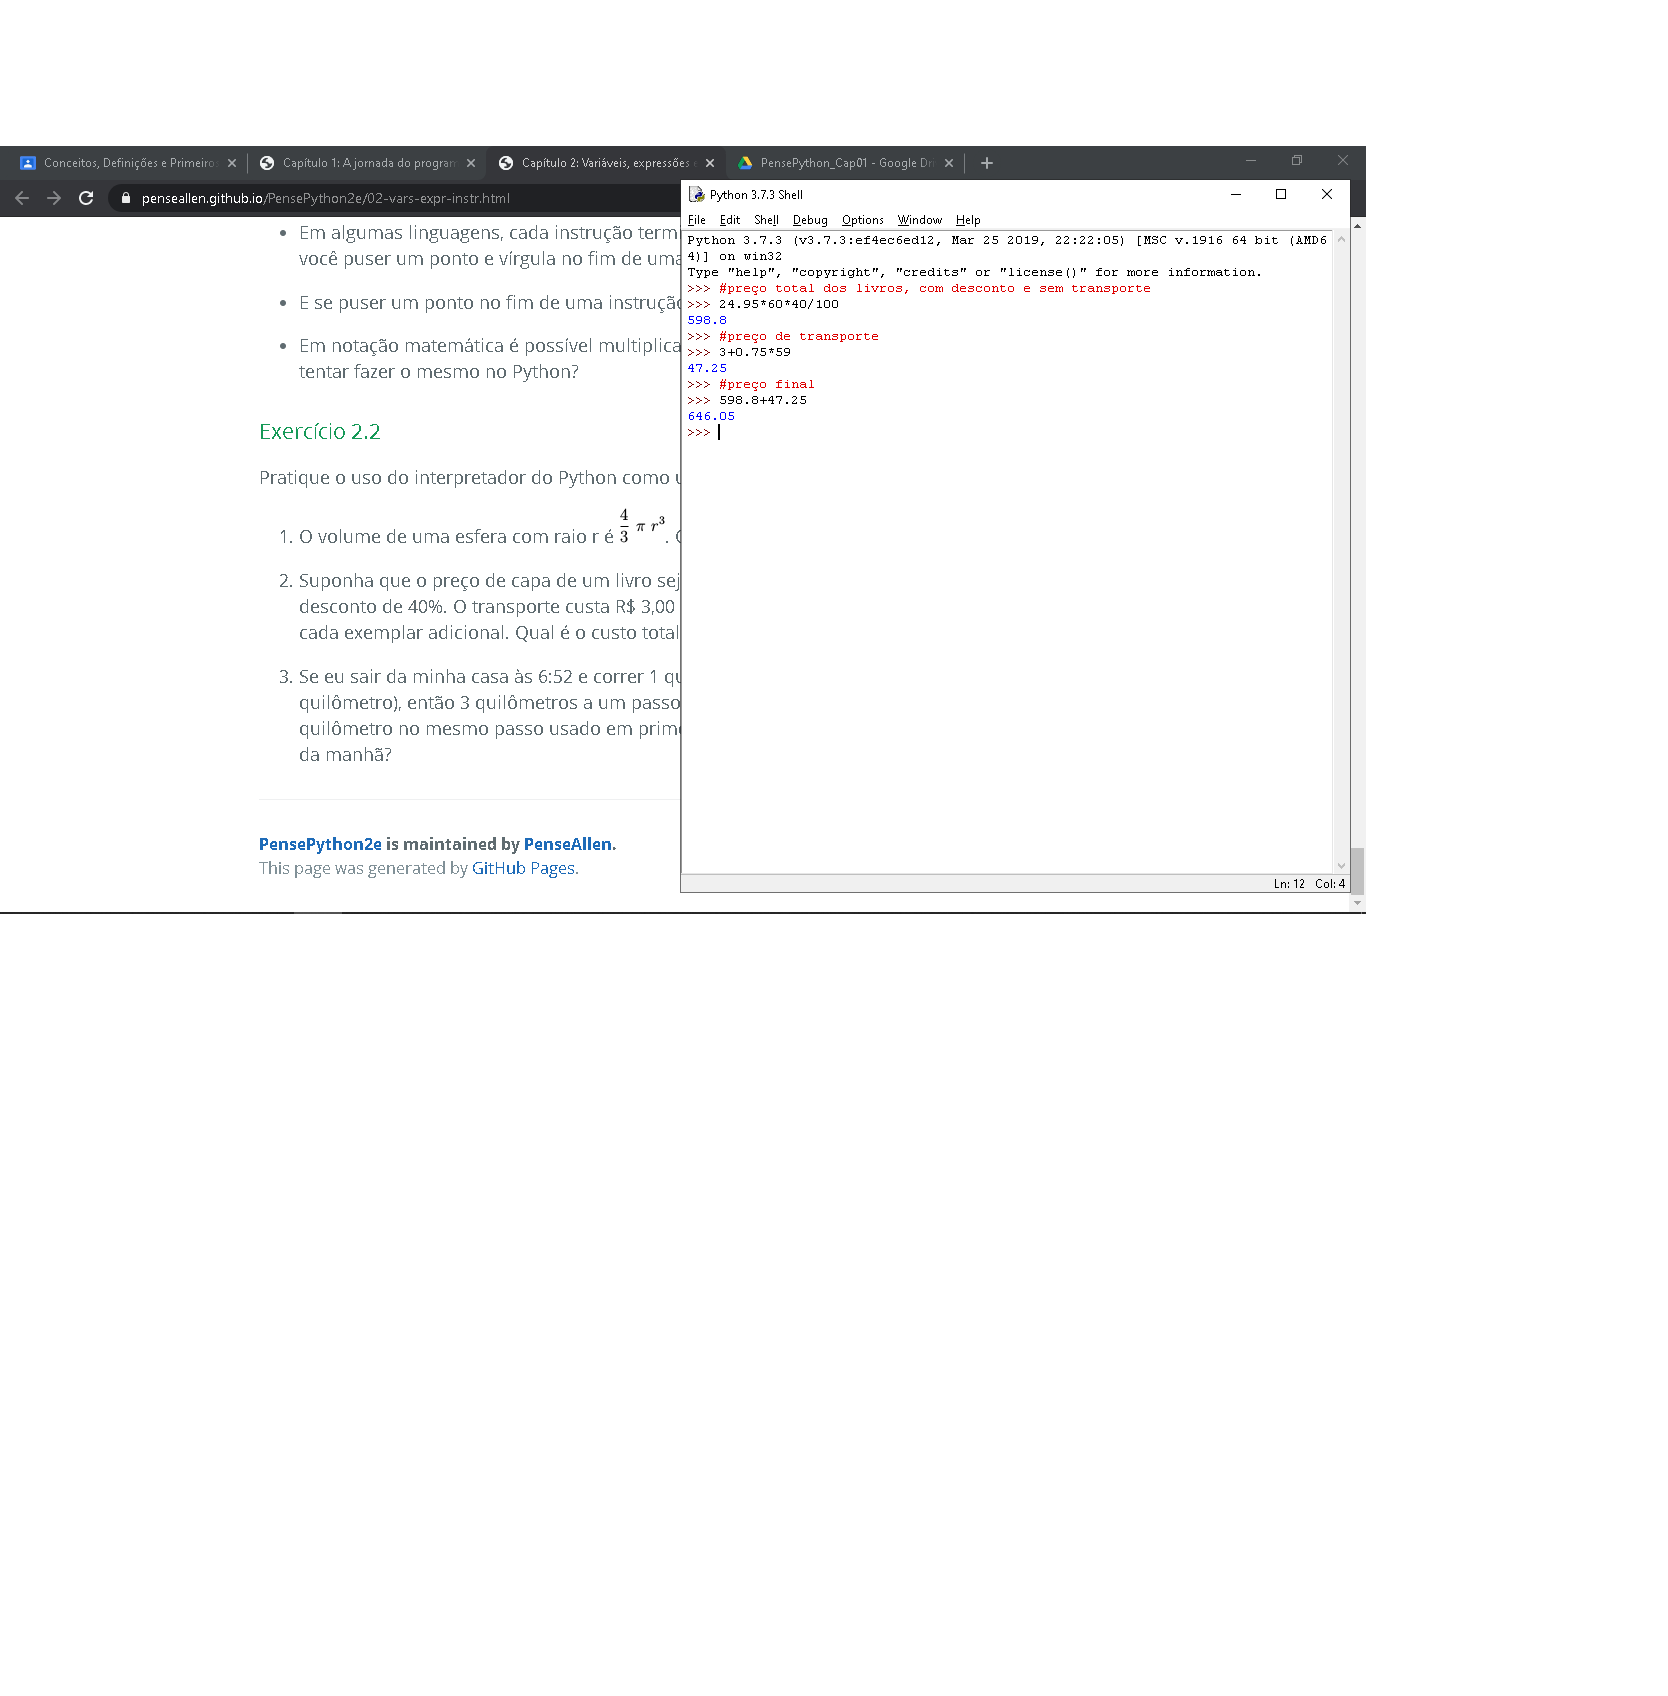 Conceitos, Definições e Primeiros
Capítulo 1: A jornada do program
Capítulo 2: Variáveis, expressões
PensePython_Cap01 - Google Dri
penseallen.github.io/PensePython2e/02-vars-expr-instr.html
Em algumas linguagens, cada instrução term
você puser um ponto e vírgula no fim de uma
E se puser um ponto no fim de uma instruçã
Em notação matemática é possível multiplica
tentar fazer o mesmo no Python?
Exercício 2.2
Pratique o uso do interpretador do Python como u
1. O volume de uma esfera com raio r é 4/3 π r³. Q
2. Suponha que o preço de capa de um livro sej
desconto de 40%. O transporte custa R$ 3,00
cada exemplar adicional. Qual é o custo total
3. Se eu sair da minha casa às 6:52 e correr 1 qu
quilômetro), então 3 quilômetros a um passo
quilômetro no mesmo passo usado em prime
da manhã?
PensePython2e is maintained by PenseAllen.
This page was generated by GitHub Pages.
Python 3.7.3 Shell
File Edit Shell Debug Options Window Help
Python 3.7.3 (v3.7.3:ef4ec6ed12, Mar 25 2019, 22:22:05) [MSC v.1916 64 bit (AMD6
4)] on win32
Type "help", "copyright", "credits" or "license()" for more information.
>>> #preço total dos livros, com desconto e sem transporte
>>> 24.95*60*40/100
598.8
>>> #preço de transporte
>>> 3+0.75*59
47.25
>>> #preço final
>>> 598.8+47.25
646.05
>>>
Ln: 12 Col: 4